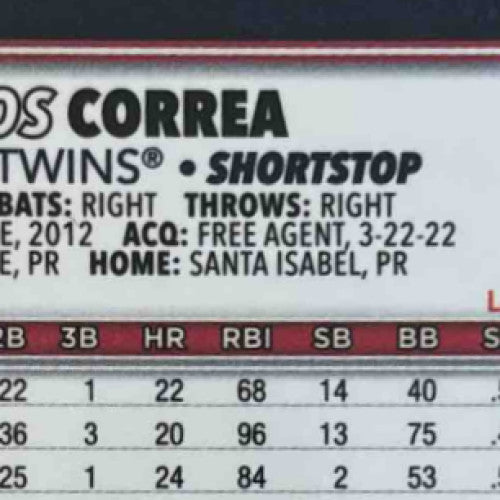 OS CORREA
TWINS® • SHORTSTOP
BATS: RIGHT THROWS: RIGHT
E, 2012 ACQ: FREE AGENT, 3-22-22
E, PR HOME: SANTA ISABEL, PR
L
2B 3B HR RBI SB BB S
22 1 22 68 14 40
36 3 20 96 13 75
25 1 24 84 2 53